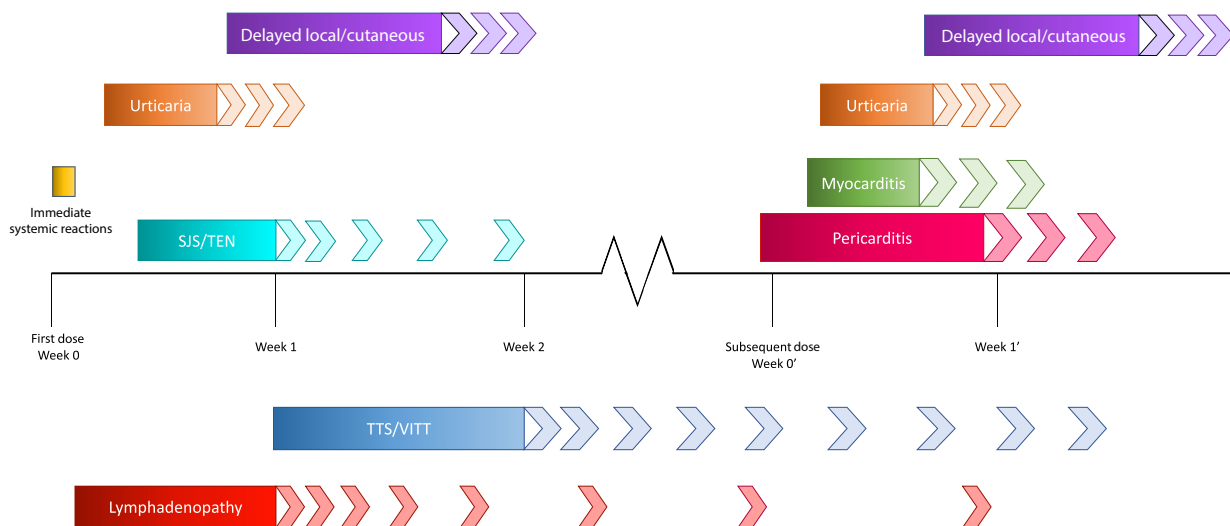 Delayed local/cutaneous
Delayed local/cutaneous
Urticaria
Urticaria
Immediate
systemic reactions
Myocarditis
SJS/TEN
Pericarditis
First dose
Week 0
Week 1
Week 2
Subsequent dose
Week 0'
Week 1'
TTS/VITT
Lymphadenopathy